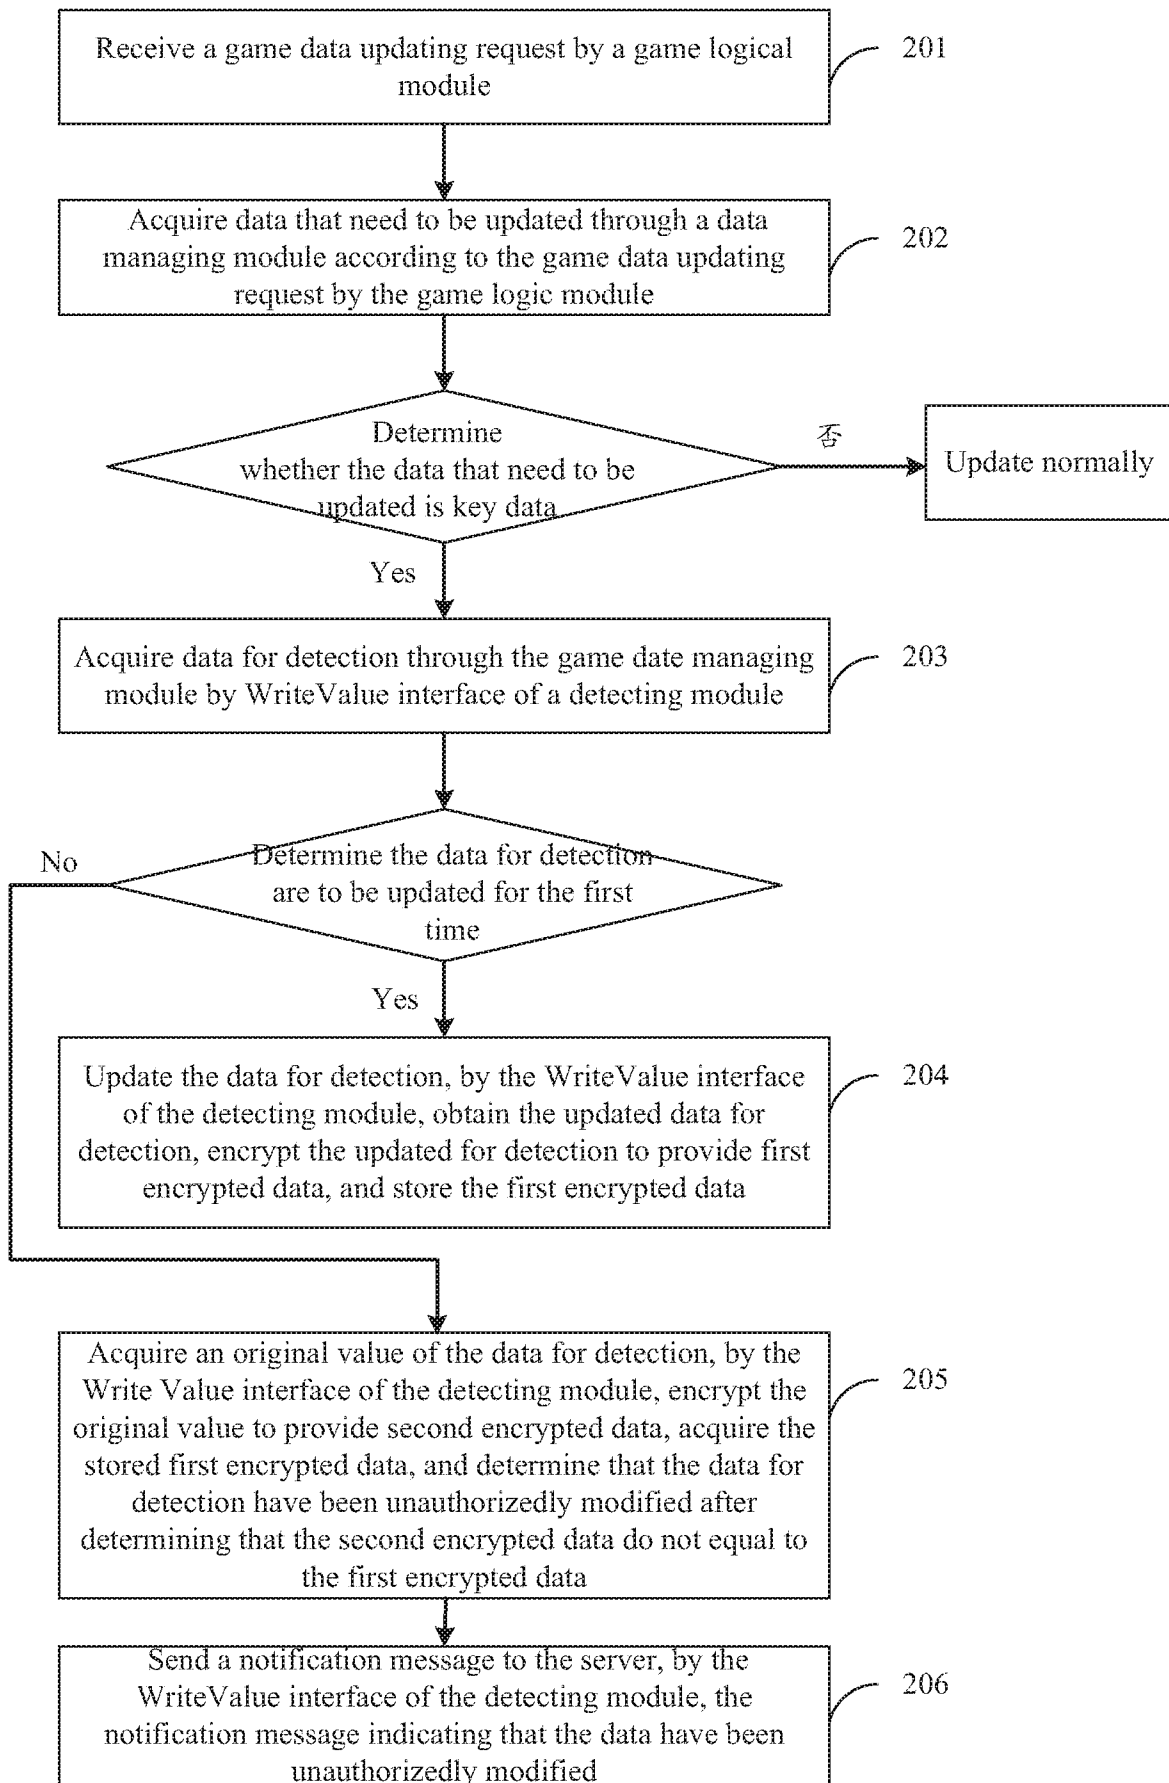 Receive a game data updating request by a game logical
module
201
Acquire data that need to be updated through a data
managing module according to the game data updating
request by the game logic module
202
Determine
whether the data that need to be
updated is key data
否
Update normally
Yes
Acquire data for detection through the game date managing
module by WriteValue interface of a detecting module
203
No
Determine the data for detection
are to be updated for the first
time
Yes
Update the data for detection, by the WriteValue interface
of the detecting module, obtain the updated data for
detection, encrypt the updated for detection to provide first
encrypted data, and store the first encrypted data
204
Acquire an original value of the data for detection, by the
Write Value interface of the detecting module, encrypt the
original value to provide second encrypted data, acquire the
stored first encrypted data, and determine that the data for
detection have been unauthorizedly modified after
determining that the second encrypted data do not equal to
the first encrypted data
205
Send a notification message to the server, by the
WriteValue interface of the detecting module, the
notification message indicating that the data have been
unauthorizedly modified
206